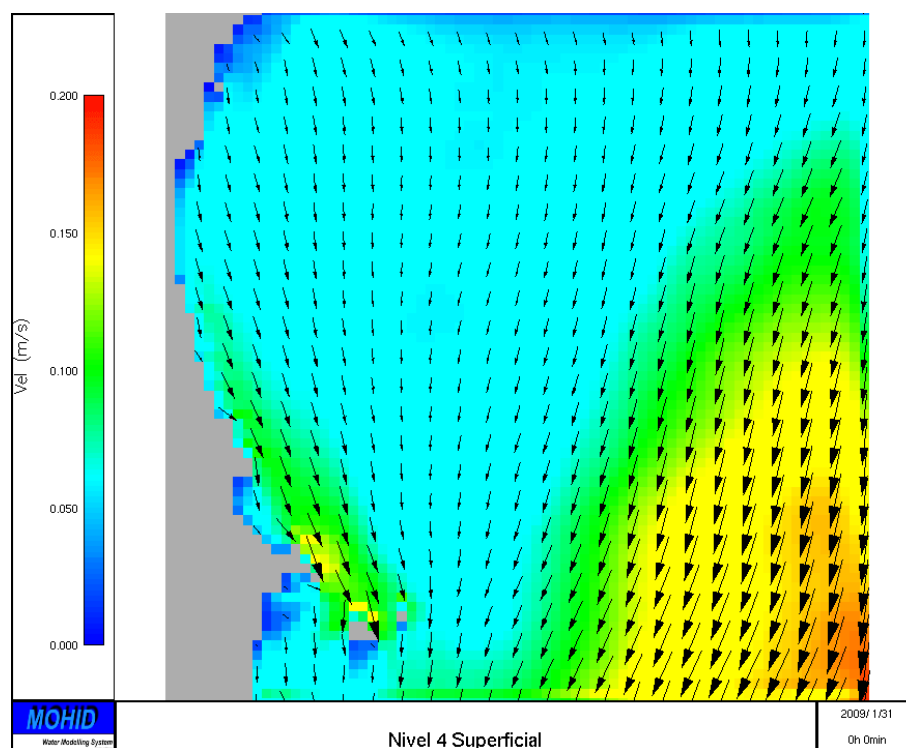 0.200
0.150
0.100
0.050
0.000
Vel (m/s)
MOHID
Water Modelling System
Nivel 4 Superficial
2009/ 1/31
0h 0min